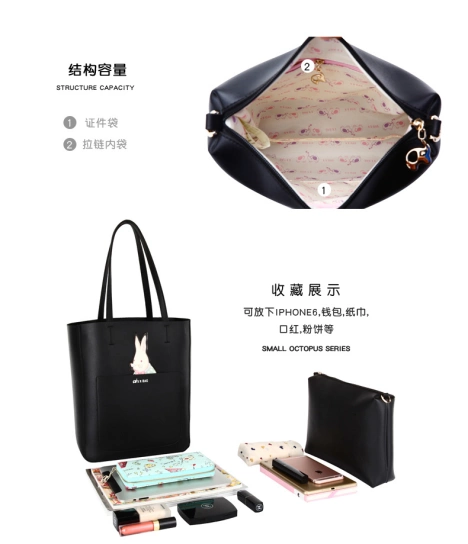 结构容量
STRUCTURE CAPACITY
1 证件袋
2 拉链内袋
2
1
收藏展示
可放下IPHONE6,钱包,纸巾,
口红,粉饼等
SMALL OCTOPUS SERIES